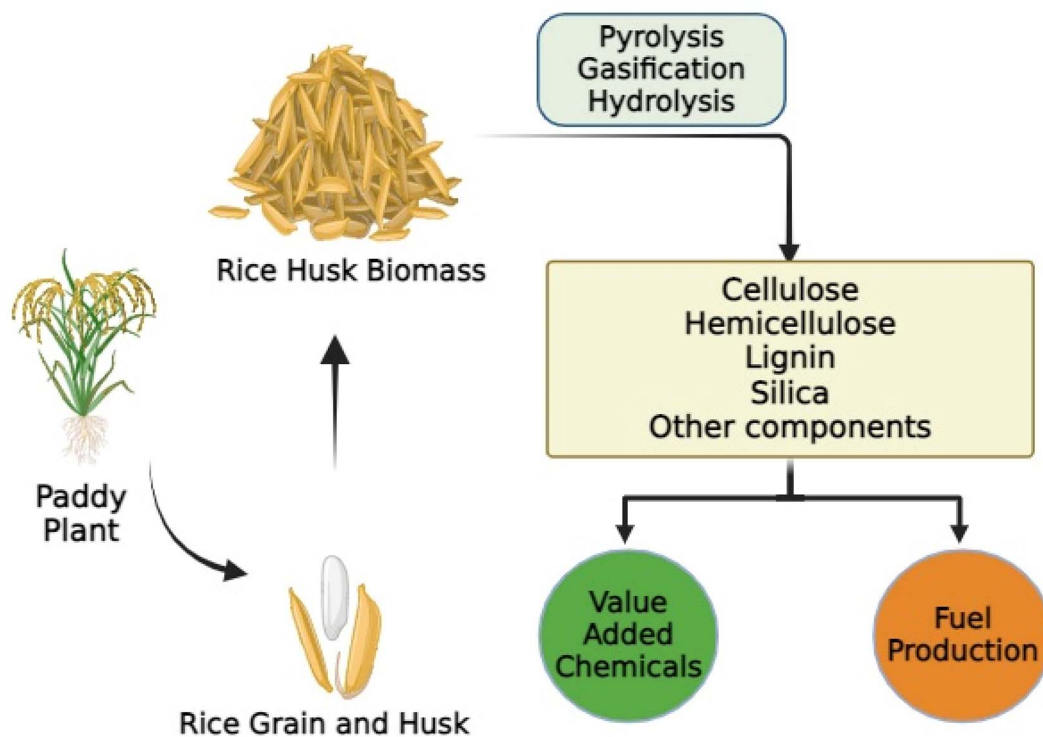 Pyrolysis
Gasification
Hydrolysis
Rice Husk Biomass
Cellulose
Hemicellulose
Lignin
Silica
Other components
Paddy
Plant
Value
Added
Chemicals
Fuel
Production
Rice Grain and Husk